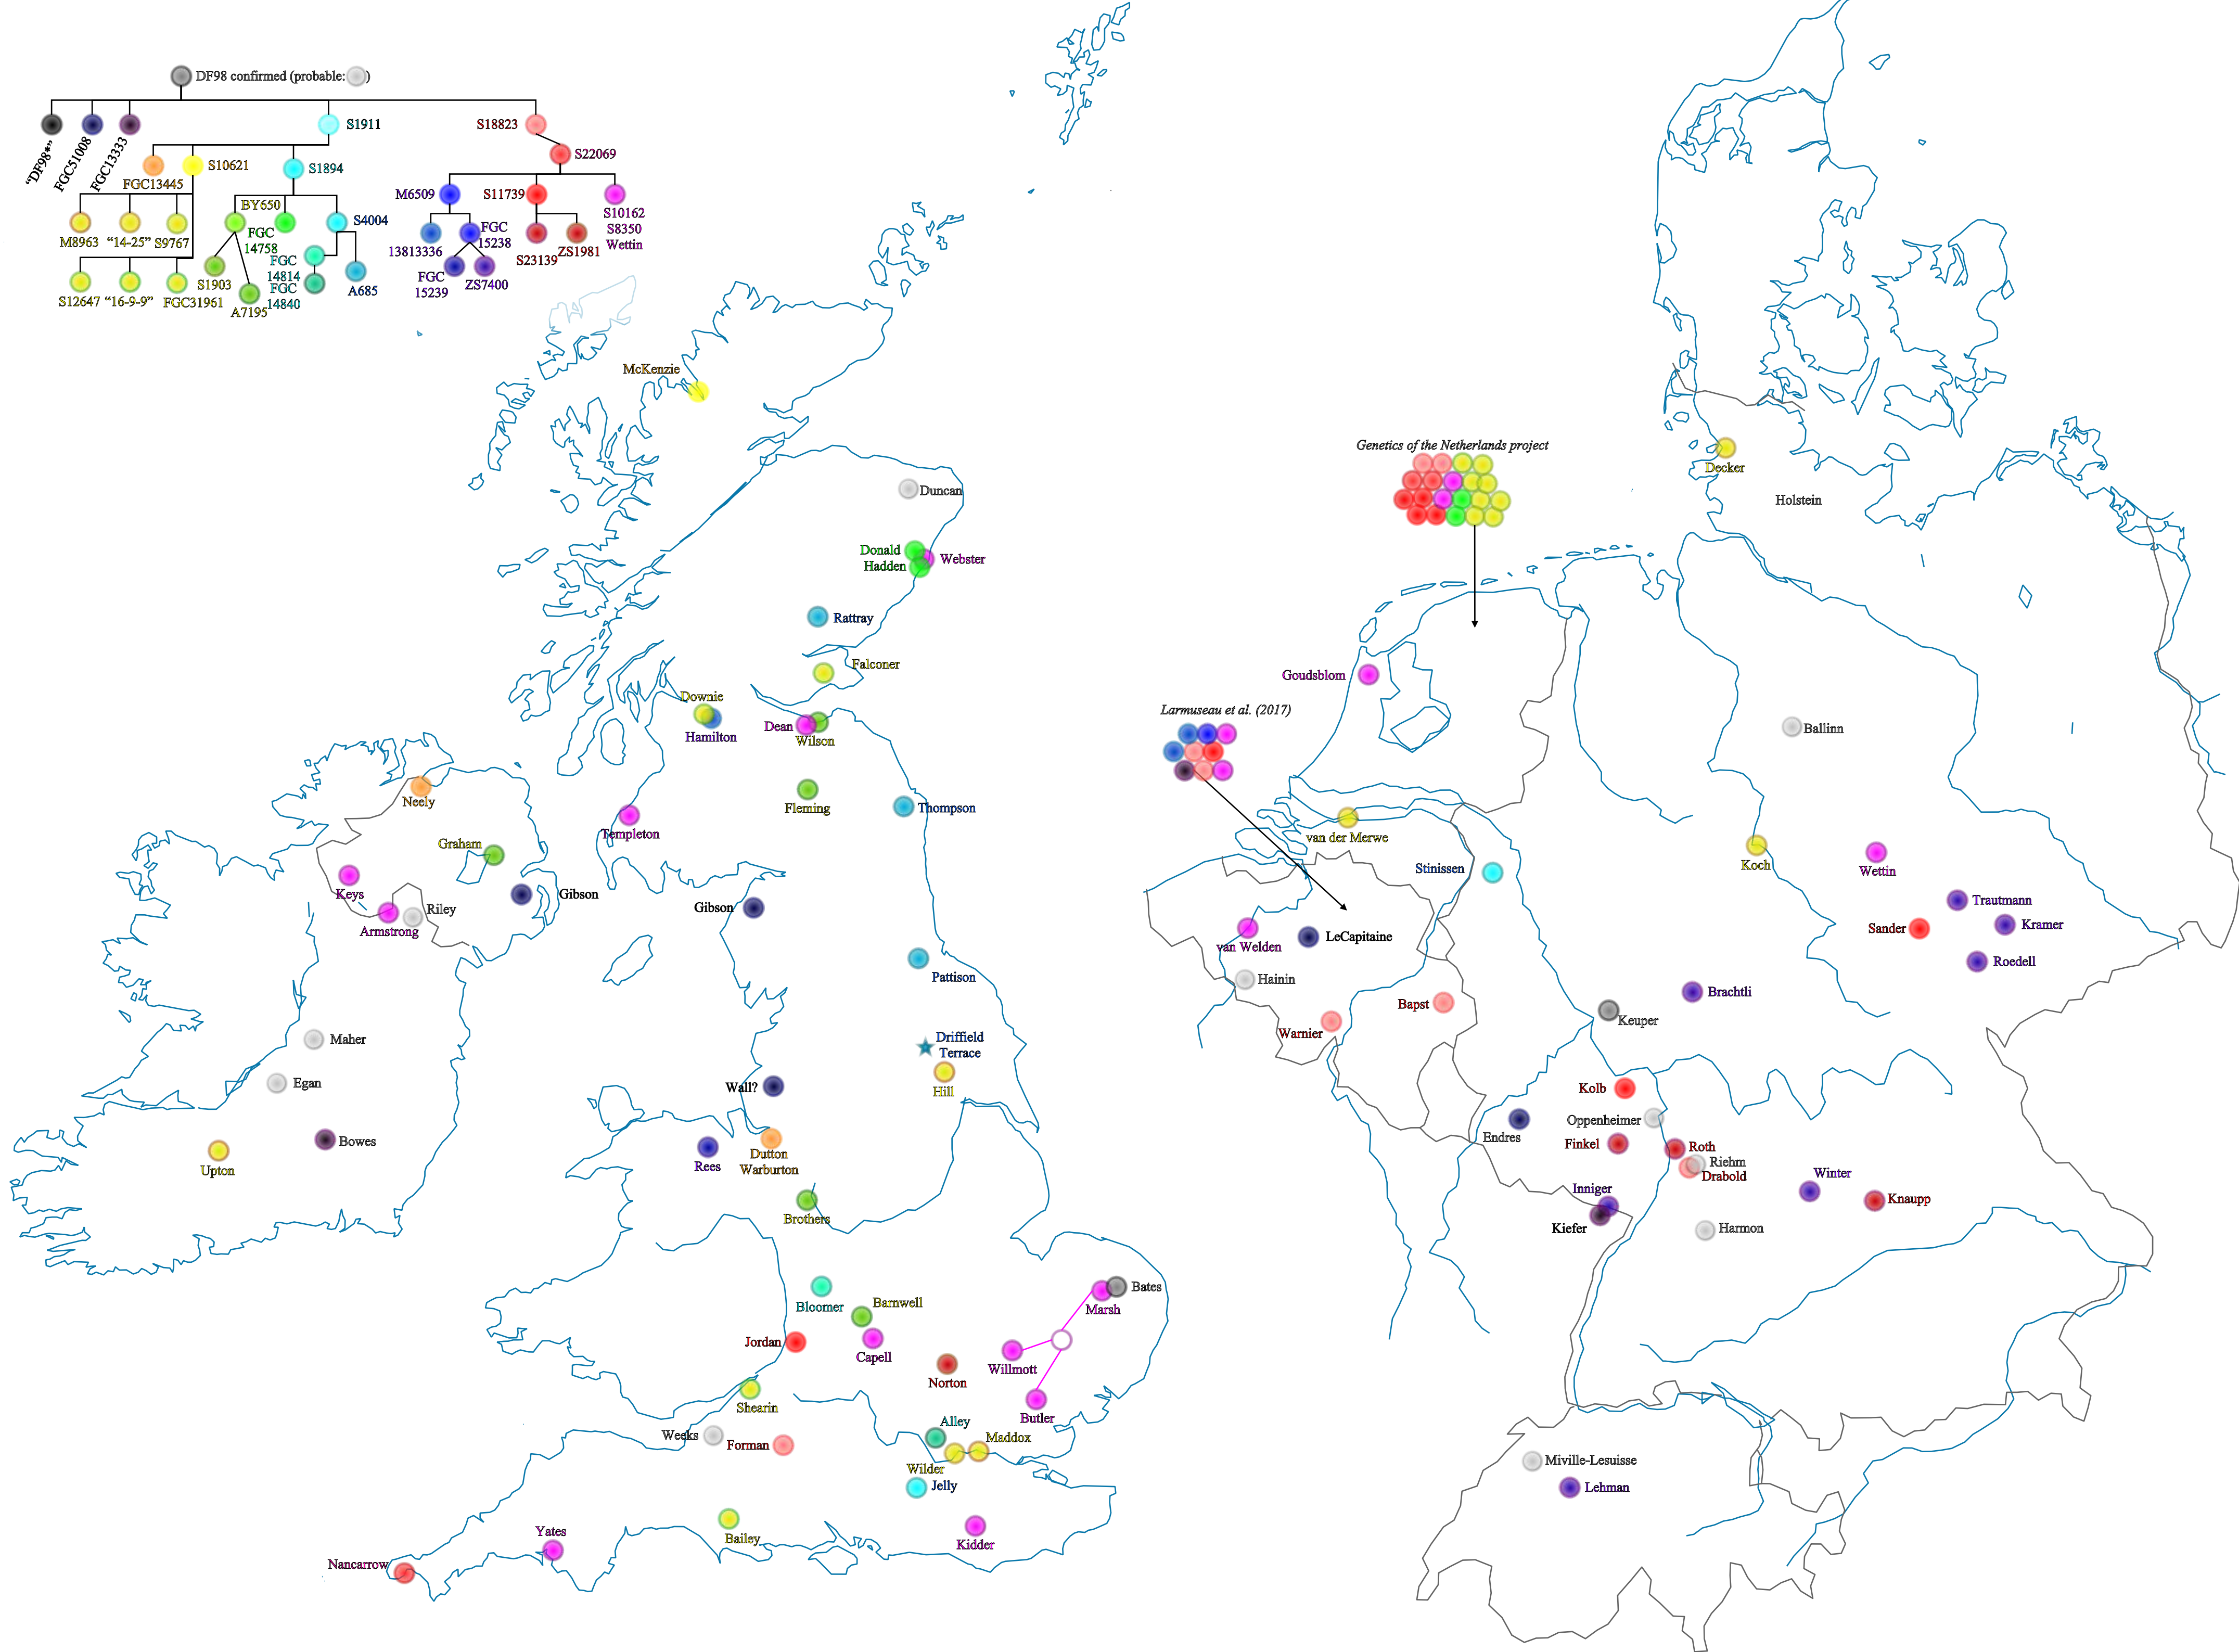 DF98 confirmed (probable: )
"DF98*"
FGC51008
FGC13333
S1911
S18823
S22069
FGC13445
S10621
S1894
M6509
S11739
S10162
S8350
Wettin
M8963
"14-25"
S9767
BY650
FGC
14758
S4004
13813336
FGC
15238
S23139
ZS1981
S12647
"16-9-9"
FGC31961
S1903
A7195
FGC
14814
FGC
14840
A685
FGC
15239
ZS7400
McKenzie
Duncan
Donald
Hadden
Webster
Rattray
Falconer
Downie
Hamilton
Dean
Wilson
Fleming
Thompson
Templeton
Neely
Graham
Keys
Armstrong
Riley
Gibson
Gibson
Pattison
Driffield
Terrace
Hill
Maher
Egan
Bowes
Upton
Wall?
Rees
Dutton
Warburton
Brothers
Bloomer
Barnwell
Capell
Jordan
Norton
Marsh
Bates
Willmott
Butler
Shearin
Weeks
Forman
Alley
Wilder
Maddox
Jelly
Bailey
Kidder
Yates
Nancarrow
Genetics of the Netherlands project
Decker
Holstein
Goudsblom
Larmuseau et al. (2017)
Ballinn
van der Merwe
Stinissen
Koch
Wettin
Trautmann
Kramer
Sander
Roedell
van Welden
LeCapitaine
Hainin
Bapst
Warnier
Brachtli
Keuper
Kolb
Oppenheimer
Endres
Finkel
Roth
Riehm
Drabold
Inniger
Kiefer
Winter
Knaupp
Harmon
Miville-Lesuisse
Lehman